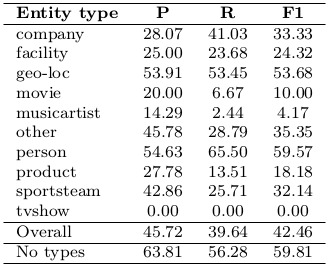 Entity type P R F1
company 28.07 41.03 33.33
facility 25.00 23.68 24.32
geo-loc 53.91 53.45 53.68
movie 20.00 6.67 10.00
musicartist 14.29 2.44 4.17
other 45.78 28.79 35.35
person 54.63 65.50 59.57
product 27.78 13.51 18.18
sportsteam 42.86 25.71 32.14
tvshow 0.00 0.00 0.00
Overall 45.72 39.64 42.46
No types 63.81 56.28 59.81